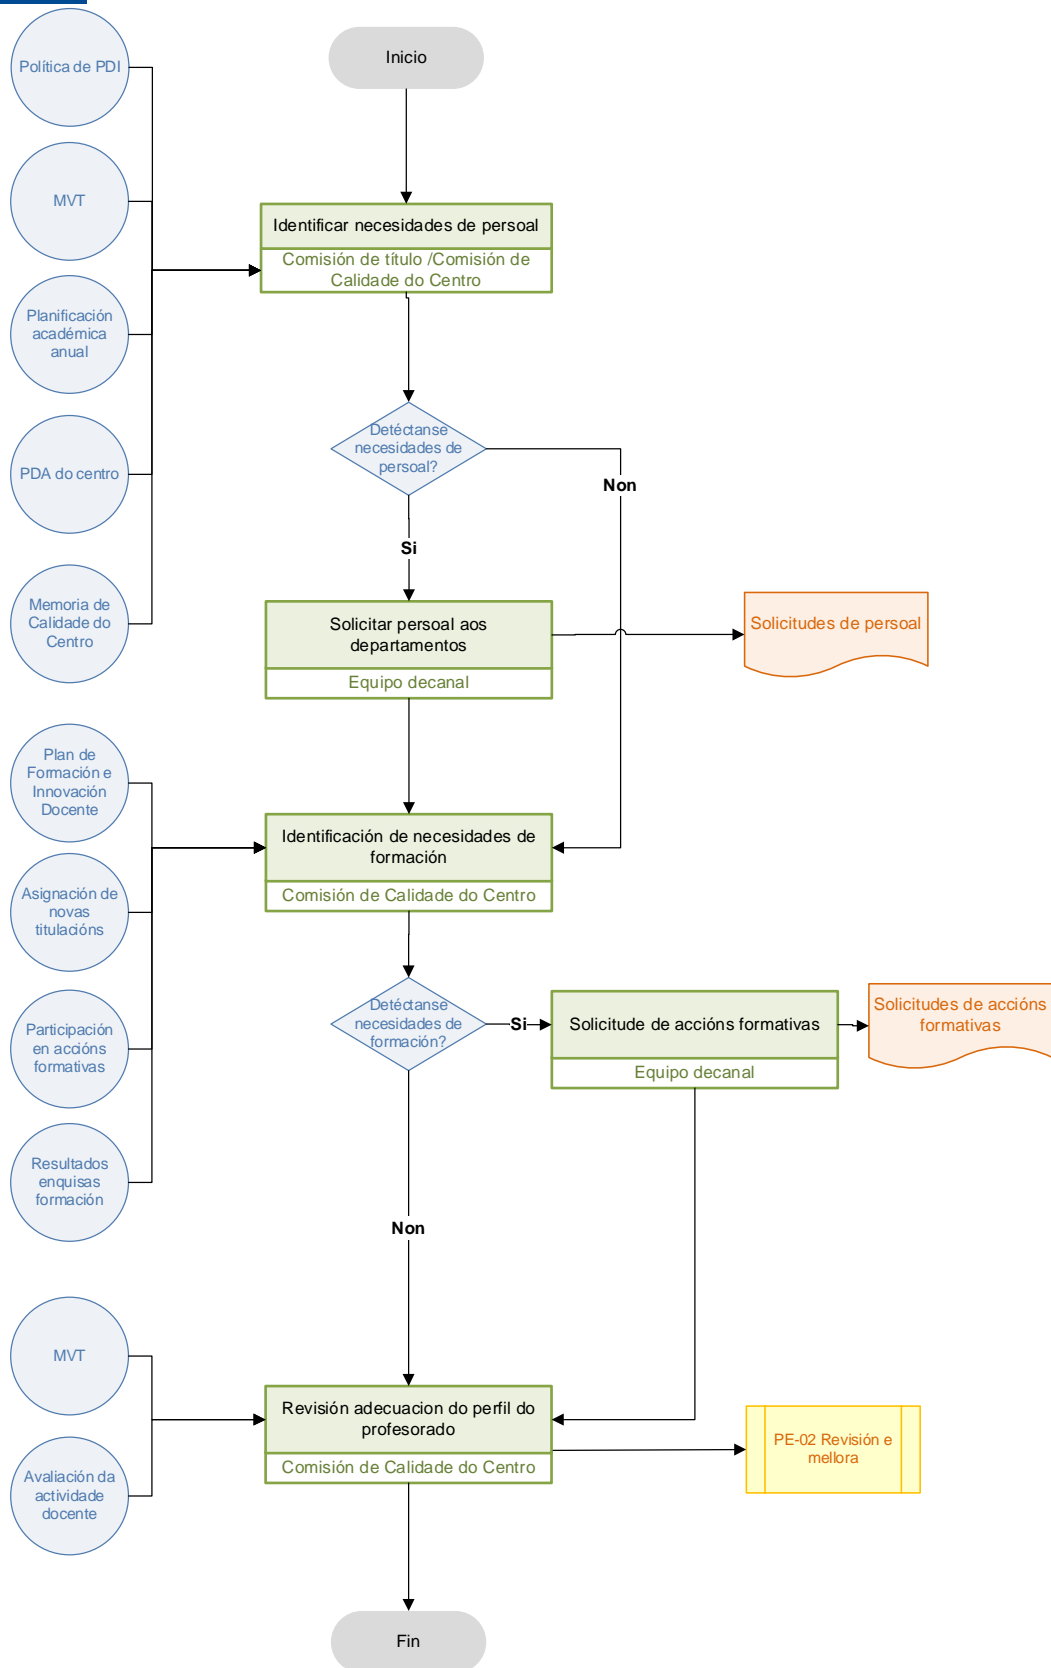 Política de PDI
Inicio
MVT
Identificar necesidades de persoal
Comisión de título /Comisión de
Calidade do Centro
Planificación
académica
anual
Detéctanse
necesidades de
persoal?
PDA do centro
Non
Si
Memoria de
Calidade do
Centro
Solicitar persoal aos
departamentos
Equipo decanal
Solicitudes de persoal
Plan de
Formación e
Innovación
Docente
Identificación de necesidades de
formación
Comisión de Calidade do Centro
Asignación de
novas
titulacións
Detéctanse
necesidades de
formación?
Si
Solicitude de accións formativas
Equipo decanal
Solicitudes de accións
formativas
Participación
en accións
formativas
Resultados
enquisas
formación
Non
MVT
Revisión adecuacion do perfil do
profesorado
Comisión de Calidade do Centro
PE-02 Revisión e
mellora
Avaliación da
actividade
docente
Fin